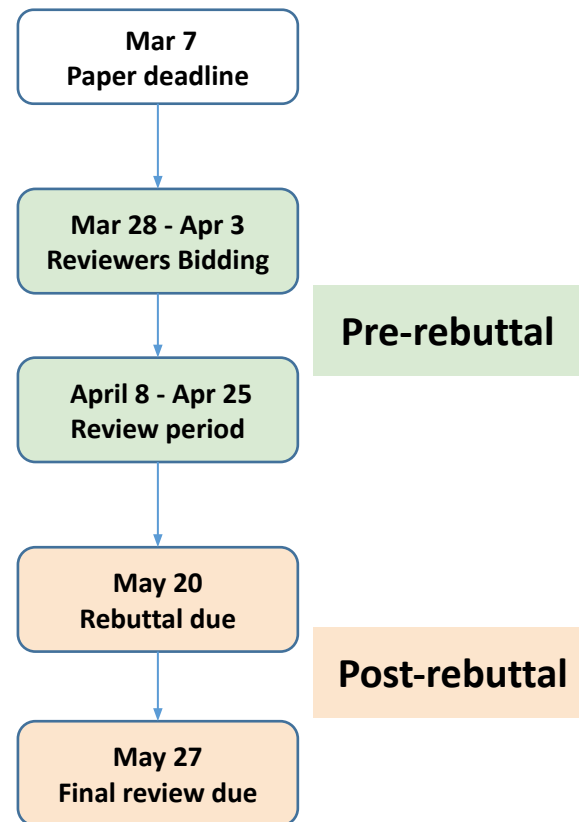 Mar 7
Paper deadline
Mar 28 - Apr 3
Reviewers Bidding
Pre-rebuttal
April 8 - Apr 25
Review period
May 20
Rebuttal due
Post-rebuttal
May 27
Final review due